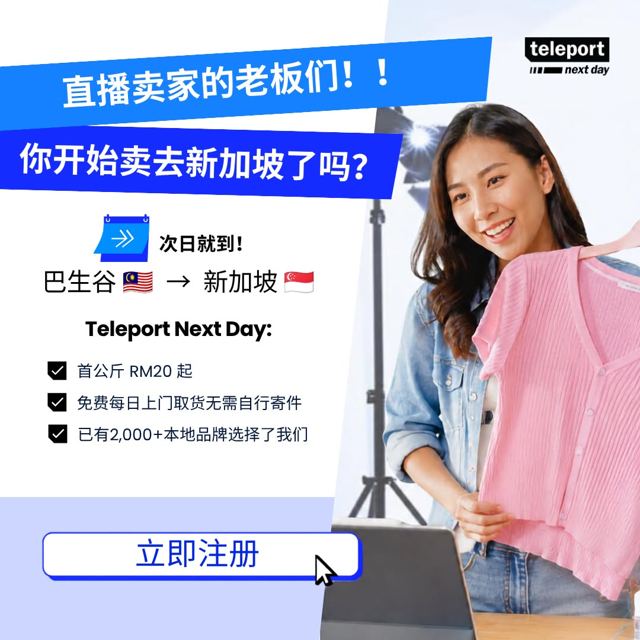 teleport
next day
直播卖家的老板们！！
你开始卖去新加坡了吗？
次日就到！
巴生谷 🇲🇾 → 新加坡 🇸🇬
Teleport Next Day:
首公斤 RM20 起
免费每日上门取货无需自行寄件
已有2,000+本地品牌选择了我们
立即注册